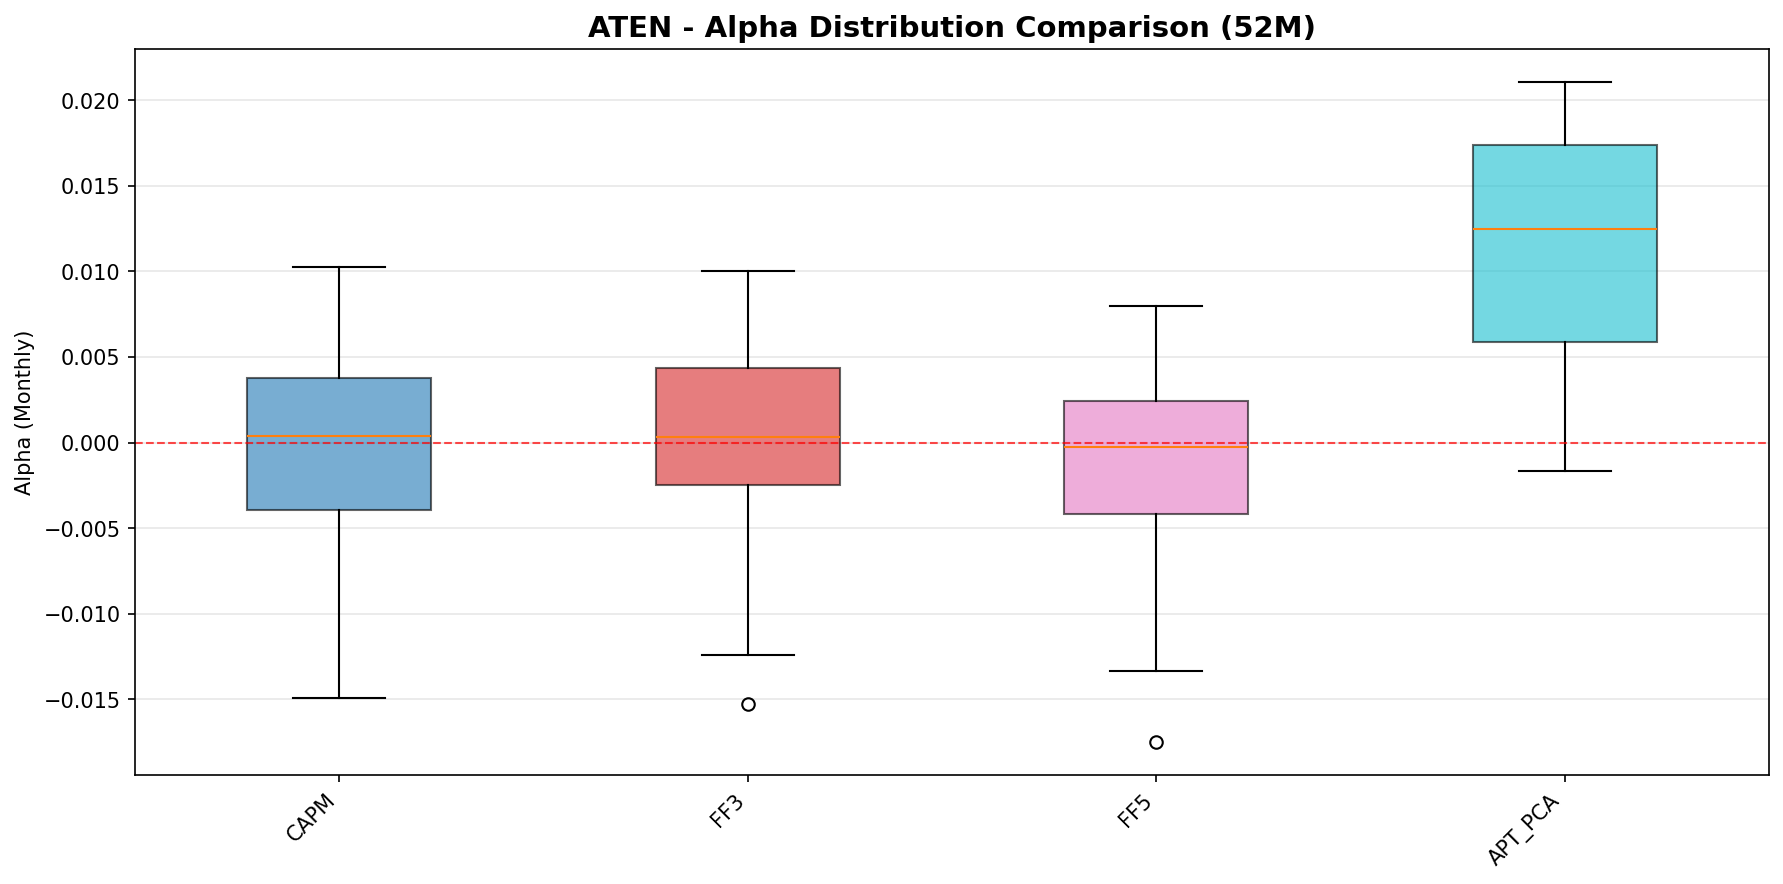 ATEN - Alpha Distribution Comparison (52M)
Alpha (Monthly)
0.020
0.015
0.010
0.005
0.000
−0.005
−0.010
−0.015
CAPM
FF3
FF5
APT_PCA